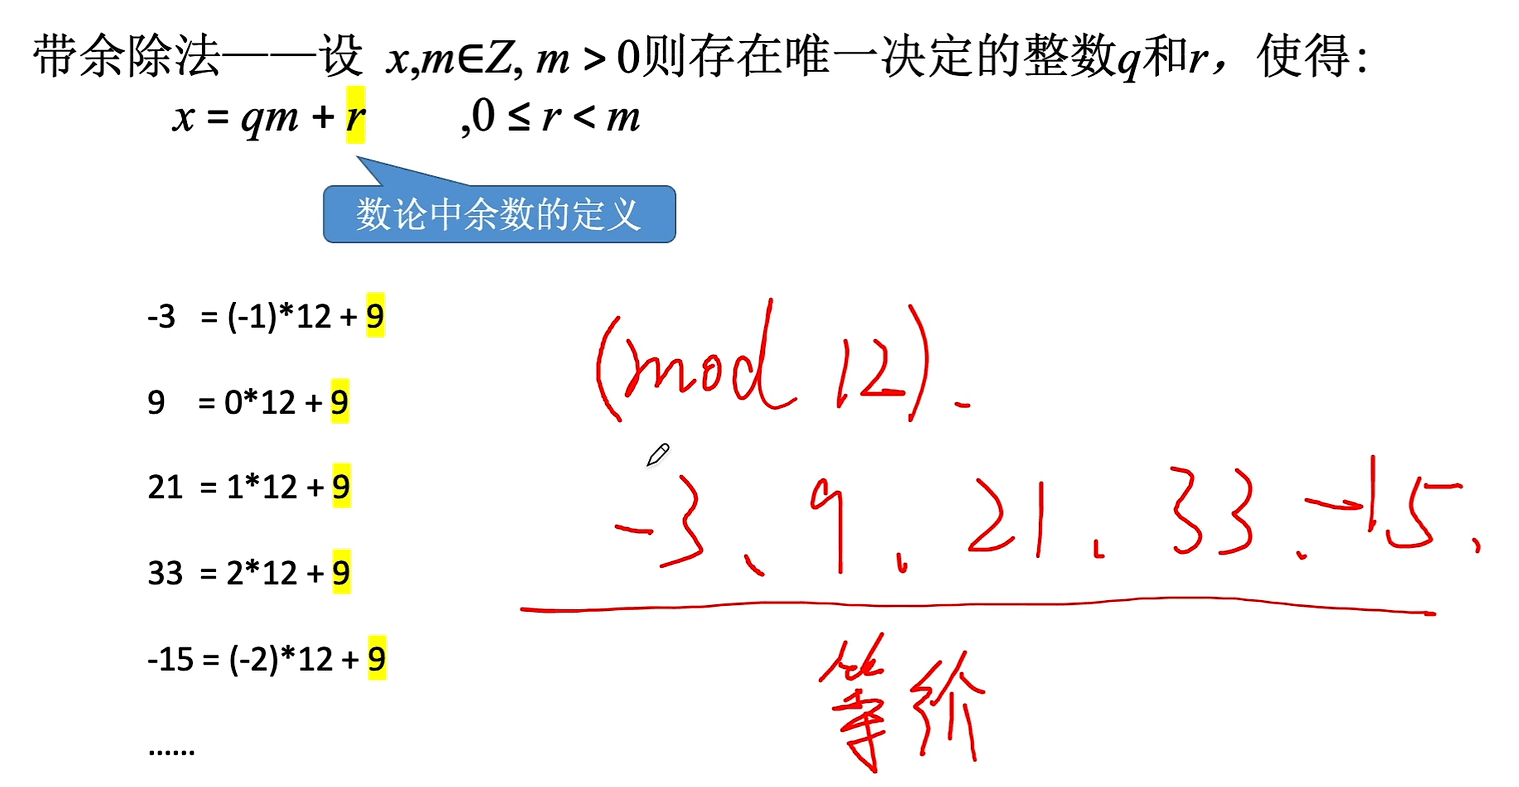 带余除法——设 x,m∈Z, m > 0则存在唯一决定的整数q和r，使得:
x = qm + r ,0 ≤ r < m
数论中余数的定义
-3 = (-1)*12 + 9
9 = 0*12 + 9
21 = 1*12 + 9
33 = 2*12 + 9
-15 = (-2)*12 + 9
......
(mod 12).
-3、9、21、33、-15、
等价